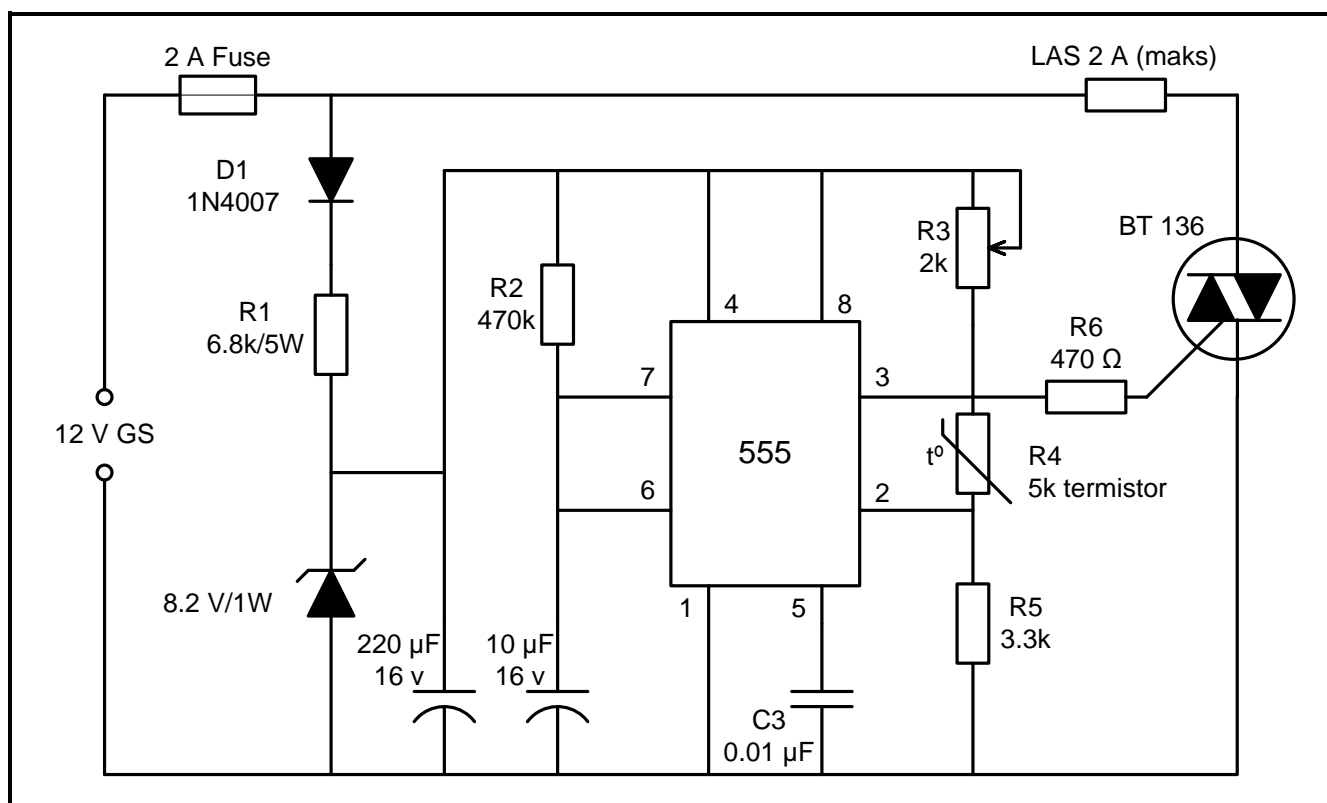 2 A Fuse
LAS 2 A (maks)
D1
1N4007
R3
2k
BT 136
R2
470k
4
8
R1
6.8k/5W
R6
470 Ω
7
3
12 V GS
555
t⁰
R4
5k termistor
6
2
8.2 V/1W
1
5
R5
3.3k
220 µF
16 v
10 µF
16 v
C3
0.01 µF